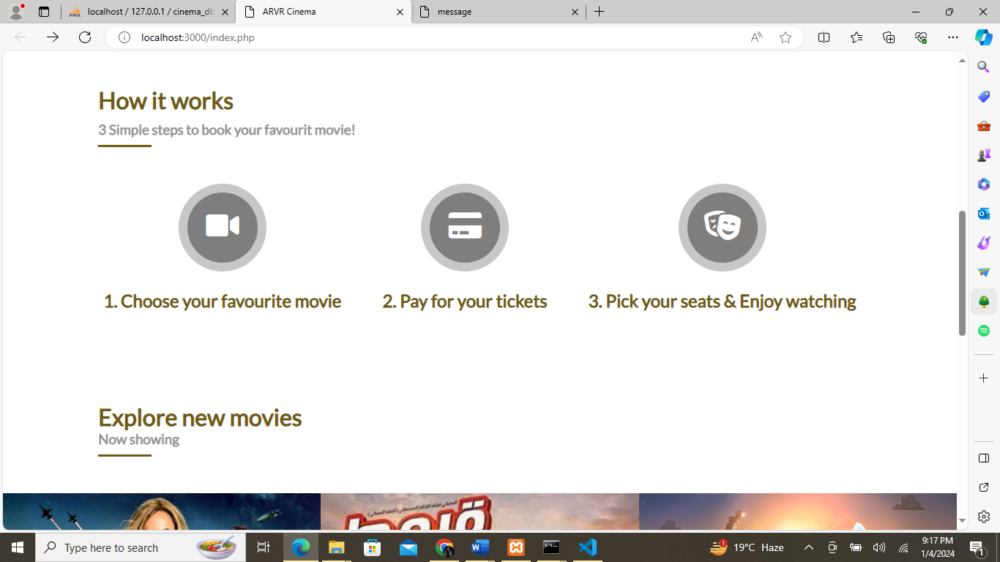 localhost / 127.0.0.1 / cinema_db
ARVR Cinema
message
localhost:3000/index.php
How it works
3 Simple steps to book your favourit movie!
1. Choose your favourite movie
2. Pay for your tickets
3. Pick your seats & Enjoy watching
Explore new movies
Now showing
Type here to search
1
19°C Haze
9:17 PM
1/4/2024
1